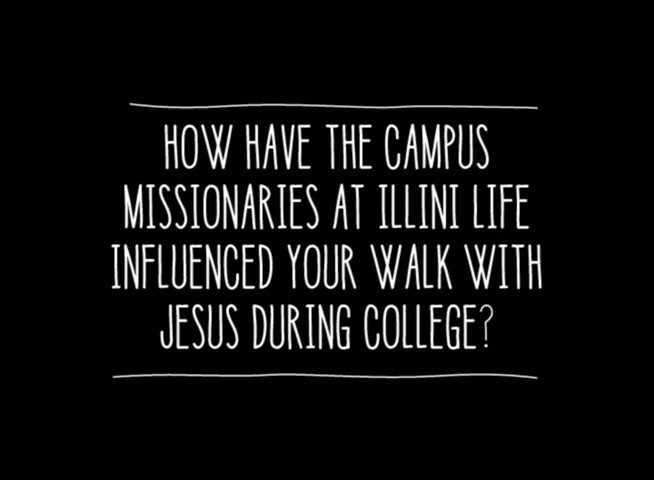 HOW HAVE THE CAMPUS
MISSIONARIES AT ILLINI LIFE
INFLUENCED YOUR WALK WITH
JESUS DURING COLLEGE?